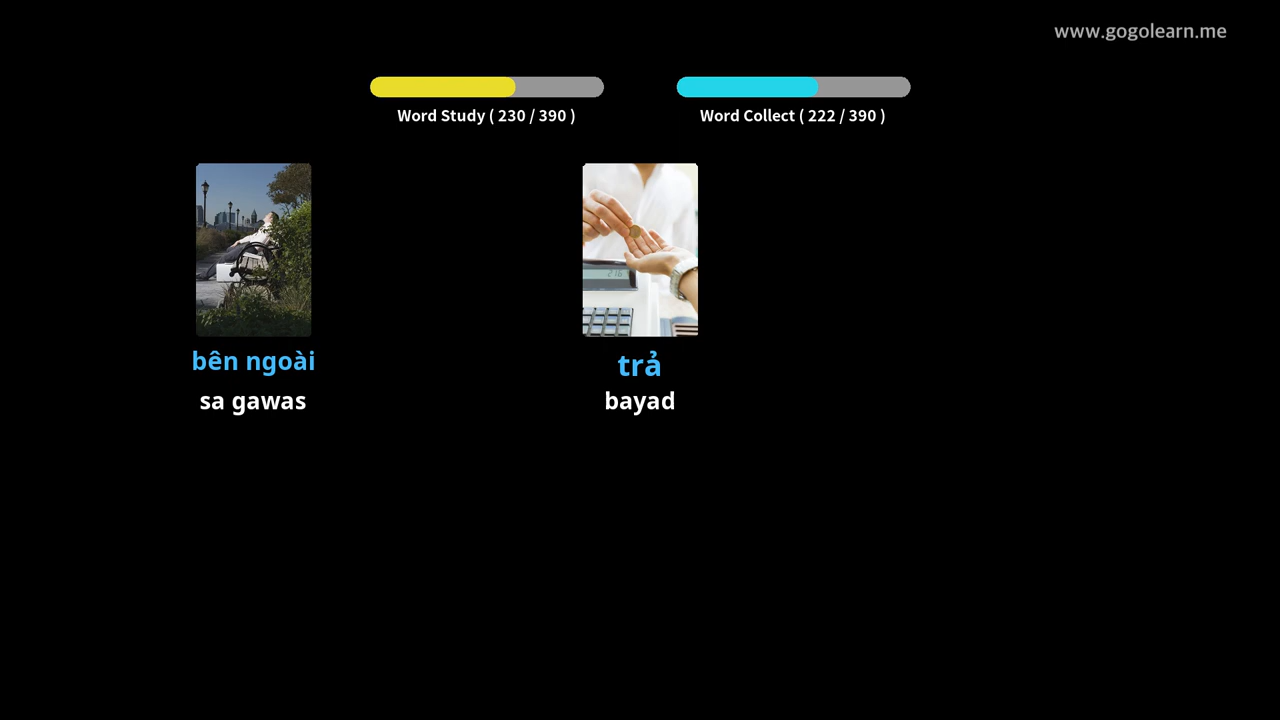 www.gogolearn.me
Word Study ( 230 / 390 )
Word Collect ( 222 / 390 )
bên ngoài
sa gawas
trả
bayad